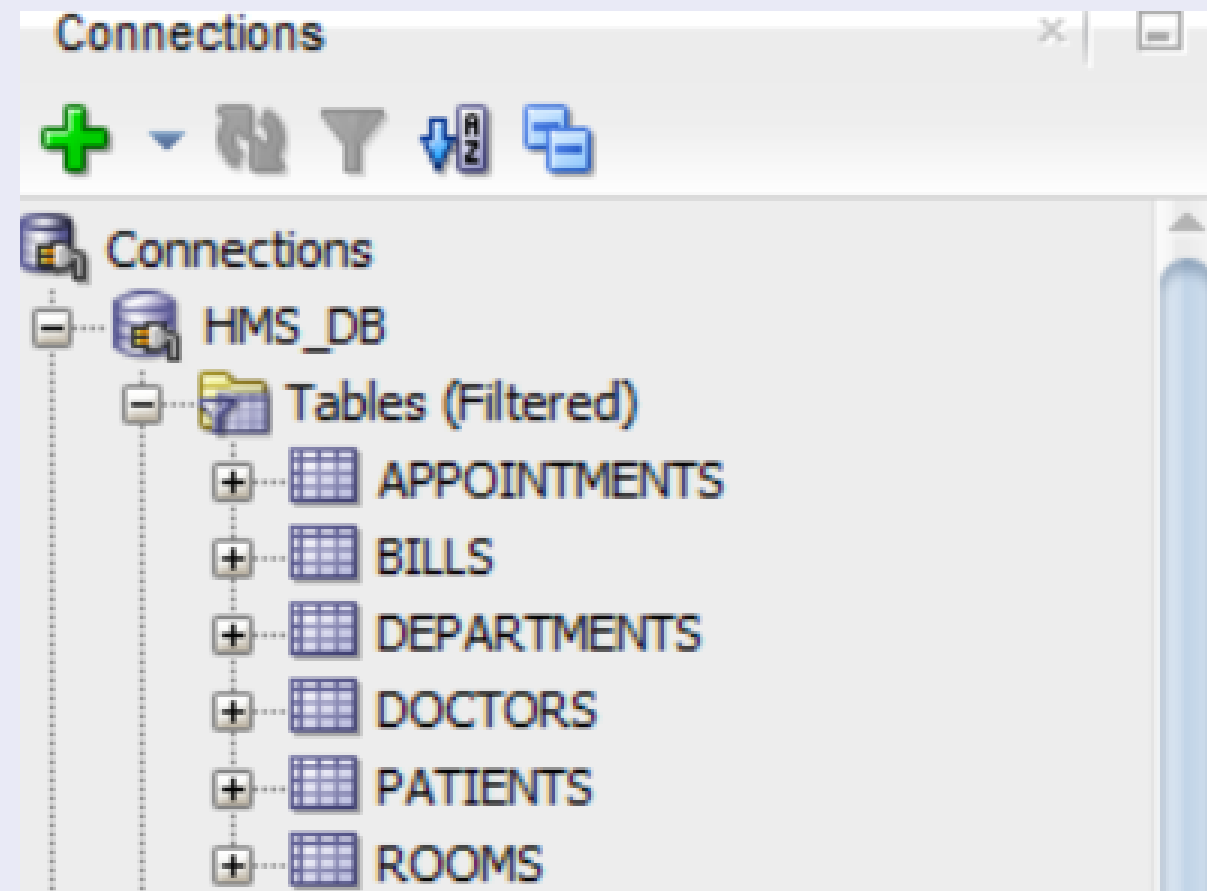 Connections
Connections
HMS_DB
Tables (Filtered)
APPOINTMENTS
BILLS
DEPARTMENTS
DOCTORS
PATIENTS
ROOMS